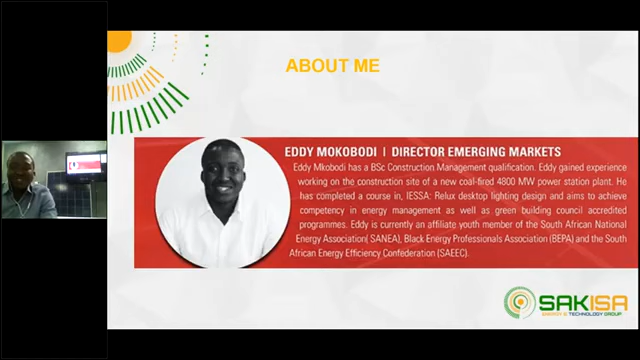 ABOUT ME
EDDY MOKOBODI | DIRECTOR EMERGING MARKETS
Eddy Mkobodi has a BSc Construction Management qualification. Eddy gained experience
working on the construction site of a new coal-fired 4800 MW power station plant. He
has completed a course in, IESSA: Relux desktop lighting design and aims to achieve
competency in energy management as well as green building council accredited
programmes. Eddy is currently an affiliate youth member of the South African National
Energy Association( SANEA), Black Energy Professionals Association (BEPA) and the South
African Energy Efficiency Confederation (SAEEC).
SAKISA
ENERGY & TECHNOLOGY GROUP